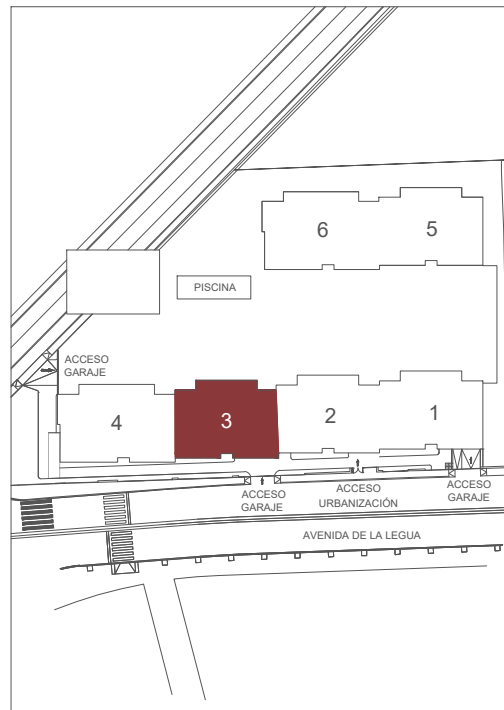 6
5
PISCINA
ACCESO
GARAJE
4
3
2
1
ACCESO
GARAJE
ACCESO
URBANIZACIÓN
ACCESO
GARAJE
AVENIDA DE LA LEGUA